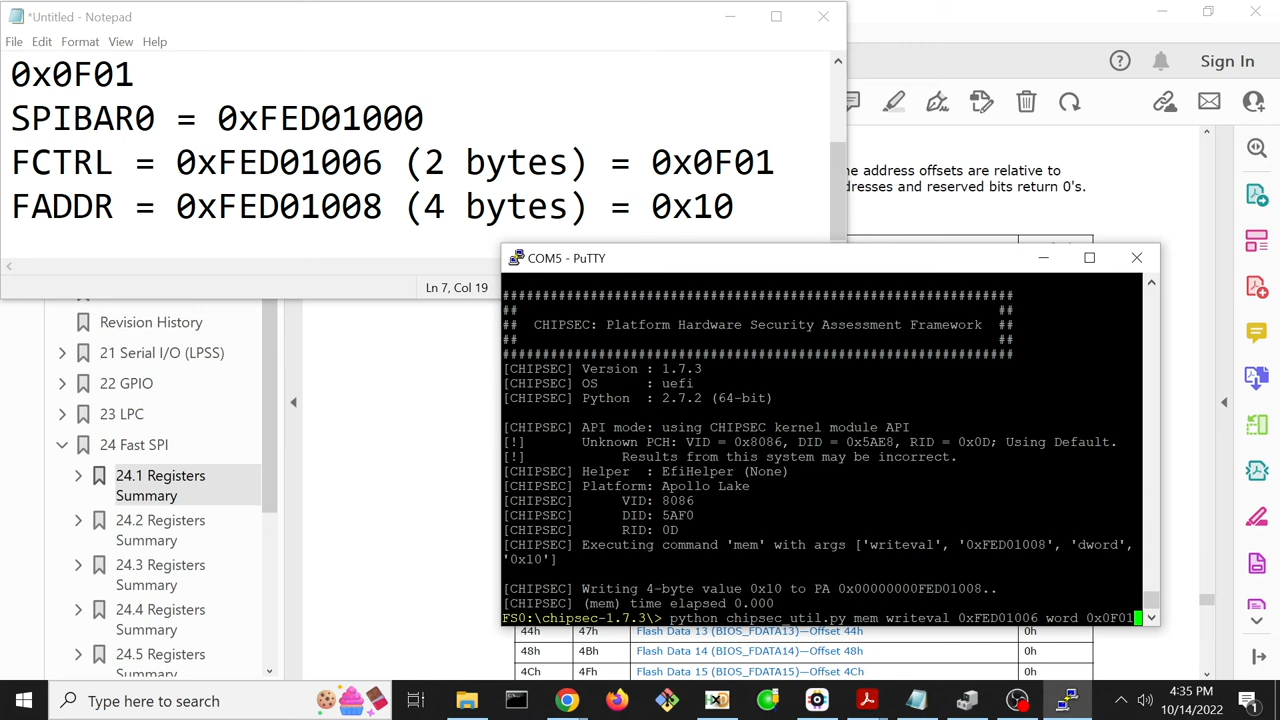 *Untitled - Notepad
File Edit Format View Help
0x0F01
SPIBAR0 = 0xFED01000
FCTRL = 0xFED01006 (2 bytes) = 0x0F01
FADDR = 0xFED01008 (4 bytes) = 0x10
Ln 7, Col 19
Sign In
ne address offsets are relative to
dresses and reserved bits return 0's.
Revision History
21 Serial I/O (LPSS)
22 GPIO
23 LPC
24 Fast SPI
24.1 Registers
Summary
24.2 Registers
Summary
24.3 Registers
Summary
24.4 Registers
Summary
24.5 Registers
Summary
COM5 - PuTTY
################################################################
## ##
## CHIPSEC: Platform Hardware Security Assessment Framework ##
## ##
################################################################
[CHIPSEC] Version : 1.7.3
[CHIPSEC] OS : uefi
[CHIPSEC] Python : 2.7.2 (64-bit)
[CHIPSEC] API mode: using CHIPSEC kernel module API
[!] Unknown PCH: VID = 0x8086, DID = 0x5AE8, RID = 0x0D; Using Default.
[!] Results from this system may be incorrect.
[CHIPSEC] Helper : EfiHelper (None)
[CHIPSEC] Platform: Apollo Lake
[CHIPSEC] VID: 8086
[CHIPSEC] DID: 5AF0
[CHIPSEC] RID: 0D
[CHIPSEC] Executing command 'mem' with args ['writeval', '0xFED01008', 'dword',
'0x10']
[CHIPSEC] Writing 4-byte value 0x10 to PA 0x00000000FED01008..
[CHIPSEC] (mem) time elapsed 0.000
FS0:\chipsec-1.7.3\> python chipsec_util.py mem writeval 0xFED01006 word 0x0F01
44h 47h Flash Data 13 (BIOS_FDATA13)—Offset 44h 0h
48h 4Bh Flash Data 14 (BIOS_FDATA14)—Offset 48h 0h
4Ch 4Fh Flash Data 15 (BIOS_FDATA15)—Offset 4Ch 0h
Type here to search
4:35 PM
10/14/2022
1